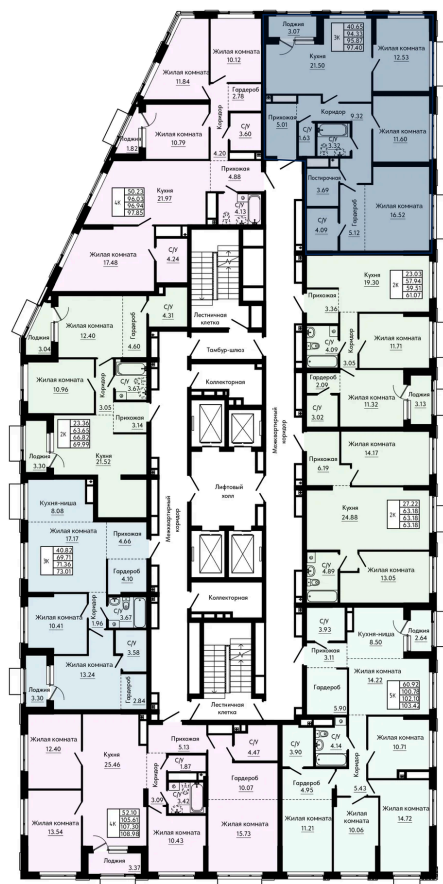 Лоджия
3.07
3К
40.65
94.33
95.87
97.40
Кухня
21.50
Жилая комната
12.53
Жилая комната
10.12
Жилая комната
11.84
Гардероб
2.78
Коридор
Лоджия
1.82
Жилая комната
10.79
С/У
3.60
4.20
Прихожая
5.01
Коридор
9.32
1.63
С/У
3.32
Жилая комната
11.60
Постирочная
3.69
С/У
4.09
Гардероб
5.12
Жилая комната
16.52
Прихожая
4.88
4К
50.23
96.03
96.94
97.85
Кухня
21.97
С/У
4.13
Жилая комната
17.48
С/У
4.24
С/У
4.31
Лестничная
клетка
Кухня
19.30
2К
23.03
57.94
59.51
61.07
Прихожая
3.36
С/У
4.09
Коридор
3.05
Жилая комната
11.71
Лоджия
3.04
Жилая комната
12.40
Гардероб
4.60
Тамбур-шлюз
Коллекторная
Жилая комната
10.96
Коридор
3.05
С/У
3.67
Прихожая
3.14
2К
23.36
63.65
66.82
69.99
Лоджия
3.30
Кухня
21.52
Гардероб
2.09
С/У
3.02
Жилая комната
11.32
Лоджия
3.13
Межквартирный
коридор
Прихожая
6.19
Жилая комната
14.17
Лифтовый
холл
Межквартирный
коридор
Кухня
24.88
2К
27.22
63.18
63.18
63.18
С/У
4.89
Жилая комната
13.05
Кухня-ниша
8.08
Жилая комната
17.17
Прихожая
4.66
3К
40.82
69.71
71.36
73.01
Гардероб
4.10
Коллекторная
Жилая комната
10.41
Коридор
1.96
С/У
3.67
С/У
3.58
Жилая комната
13.24
Лоджия
3.30
Гардероб
2.84
Лестничная
клетка
С/У
3.93
Прихожая
3.11
Кухня-ниша
8.50
Лоджия
2.64
Жилая комната
14.22
5К
60.92
100.78
102.10
103.42
Гардероб
5.90
Жилая комната
12.40
Кухня
25.46
Прихожая
5.13
С/У
1.87
С/У
4.47
С/У
3.90
С/У
4.14
Коридор
5.43
Жилая комната
10.71
4К
52.10
105.61
107.30
108.98
Коридор
3.09
С/У
3.42
Гардероб
10.07
Гардероб
4.95
Жилая комната
13.54
Жилая комната
10.43
Жилая комната
15.73
Жилая комната
11.21
Жилая комната
10.06
Жилая комната
14.72
Лоджия
3.37